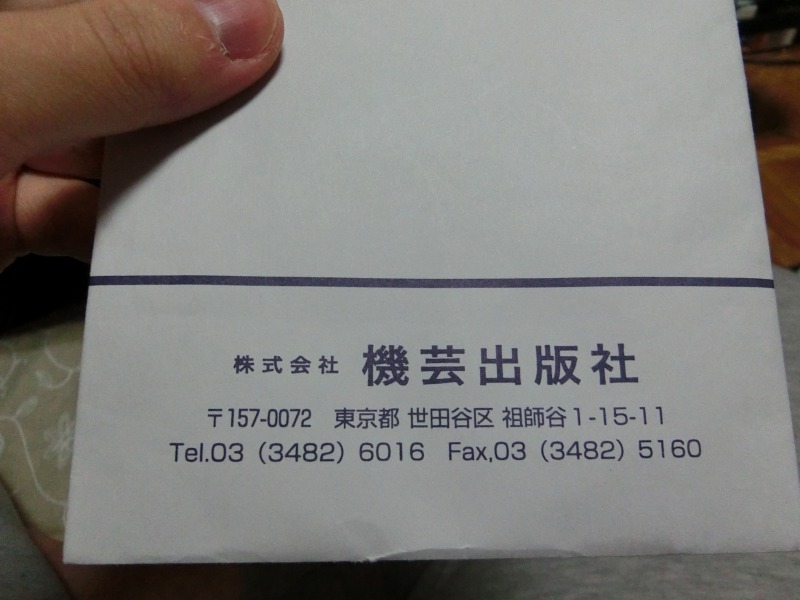 株式会社 機芸出版社
〒157-0072 東京都 世田谷区 祖師谷1-15-11
Tel.03（3482）6016 Fax,03（3482）5160